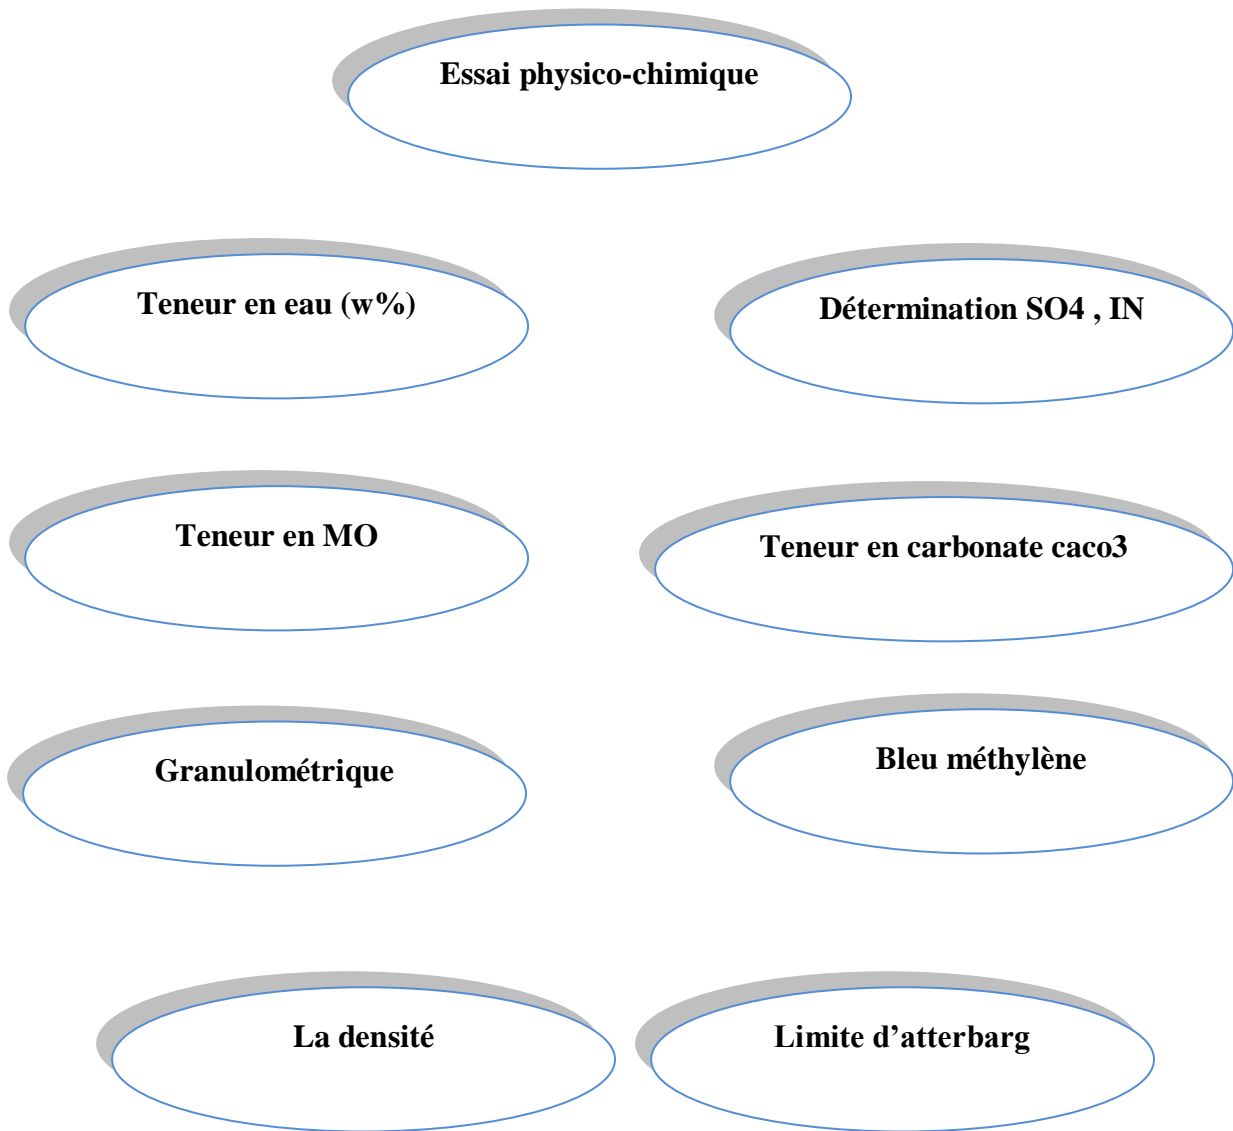 Essai physico-chimique
Teneur en eau (w%)
Détermination SO4 , IN
Teneur en MO
Teneur en carbonate caco3
Granulométrique
Bleu méthylène
La densité
Limite d’atterbarg